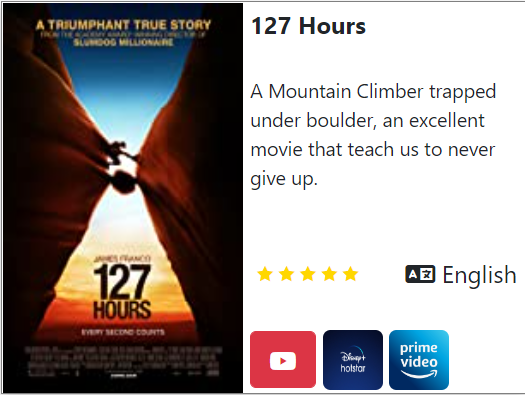 A TRIUMPHANT TRUE STORY
FROM THE ACADEMY AWARD-WINNING DIRECTOR OF
SLUMDOG MILLIONAIRE
JAMES FRANCO
127
HOURS
EVERY SECOND COUNTS
COMING SOON
127 Hours
A Mountain Climber trapped
under boulder, an excellent
movie that teach us to never
give up.
English
Disney+
hotstar
prime
video